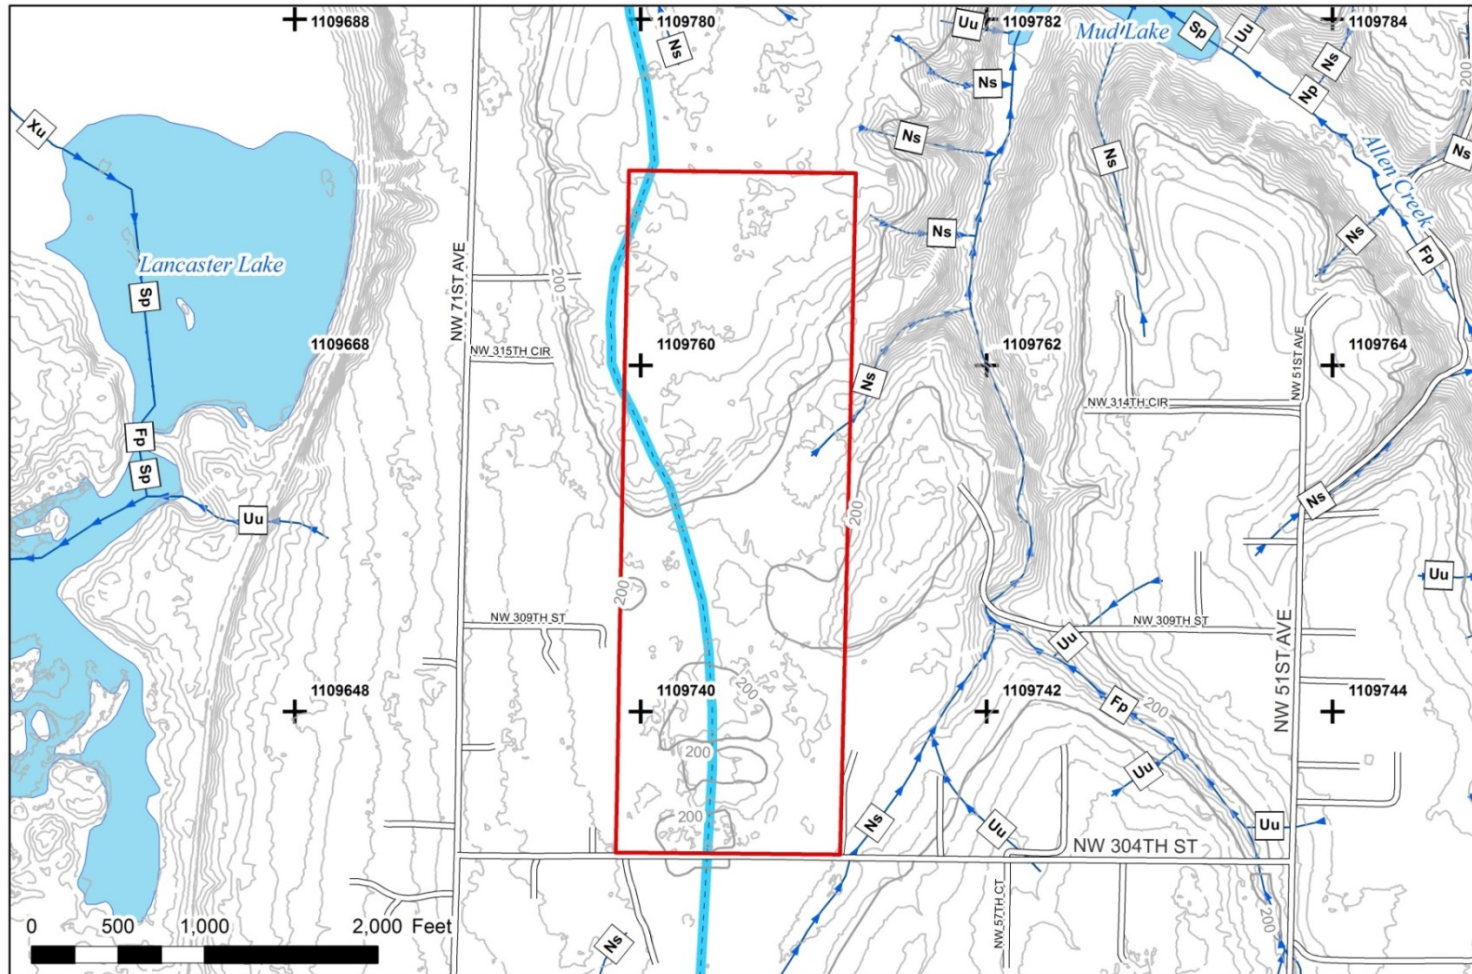 1109688
1109780
1109782
1109784
Mud Lake
Uu
Sp
Uu
Ns
Ns
Ns
Np
200
Xu
Ns
Ns
Ns
Allen Creek
Ns
Ns
Fp
Lancaster Lake
Sp
NW 71ST AVE
200
1109668
1109760
1109762
1109764
NW 315TH CIR
NW 51ST AVE
Ns
NW 314TH CIR
Fp
Sp
Uu
200
Ns
Uu
200
NW 309TH ST
NW 309TH ST
Uu
NW 51ST AVE
1109648
1109740
1109742
1109744
200
Fp
200
200
Uu
200
Ns
Uu
Uu
NW 304TH ST
NW 57TH CT
200
Ns
0 500 1,000 2,000 Feet